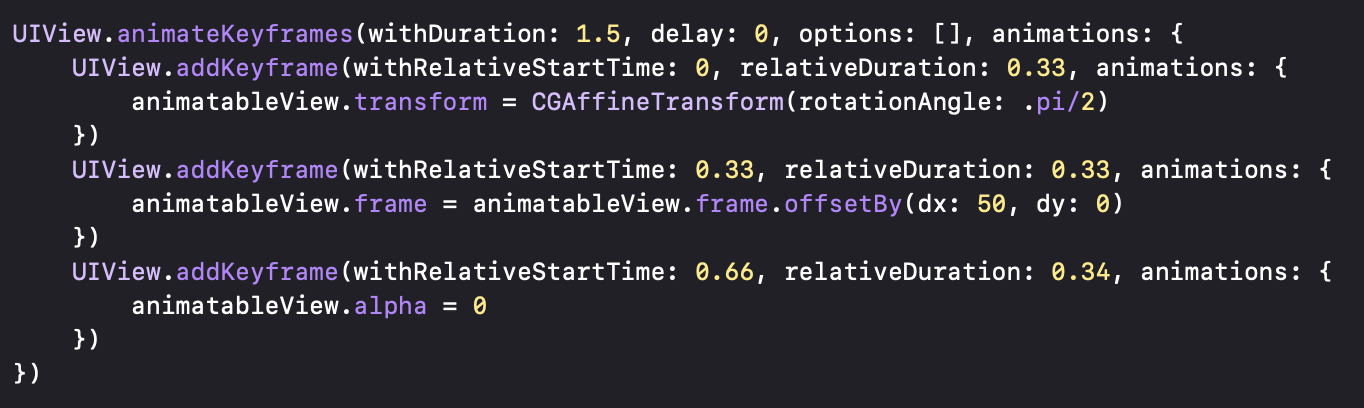 UIView.animateKeyframes(withDuration: 1.5, delay: 0, options: [], animations: {
    UIView.addKeyframe(withRelativeStartTime: 0, relativeDuration: 0.33, animations: {
        animatableView.transform = CGAffineTransform(rotationAngle: .pi/2)
    })
    UIView.addKeyframe(withRelativeStartTime: 0.33, relativeDuration: 0.33, animations: {
        animatableView.frame = animatableView.frame.offsetBy(dx: 50, dy: 0)
    })
    UIView.addKeyframe(withRelativeStartTime: 0.66, relativeDuration: 0.34, animations: {
        animatableView.alpha = 0
    })
})